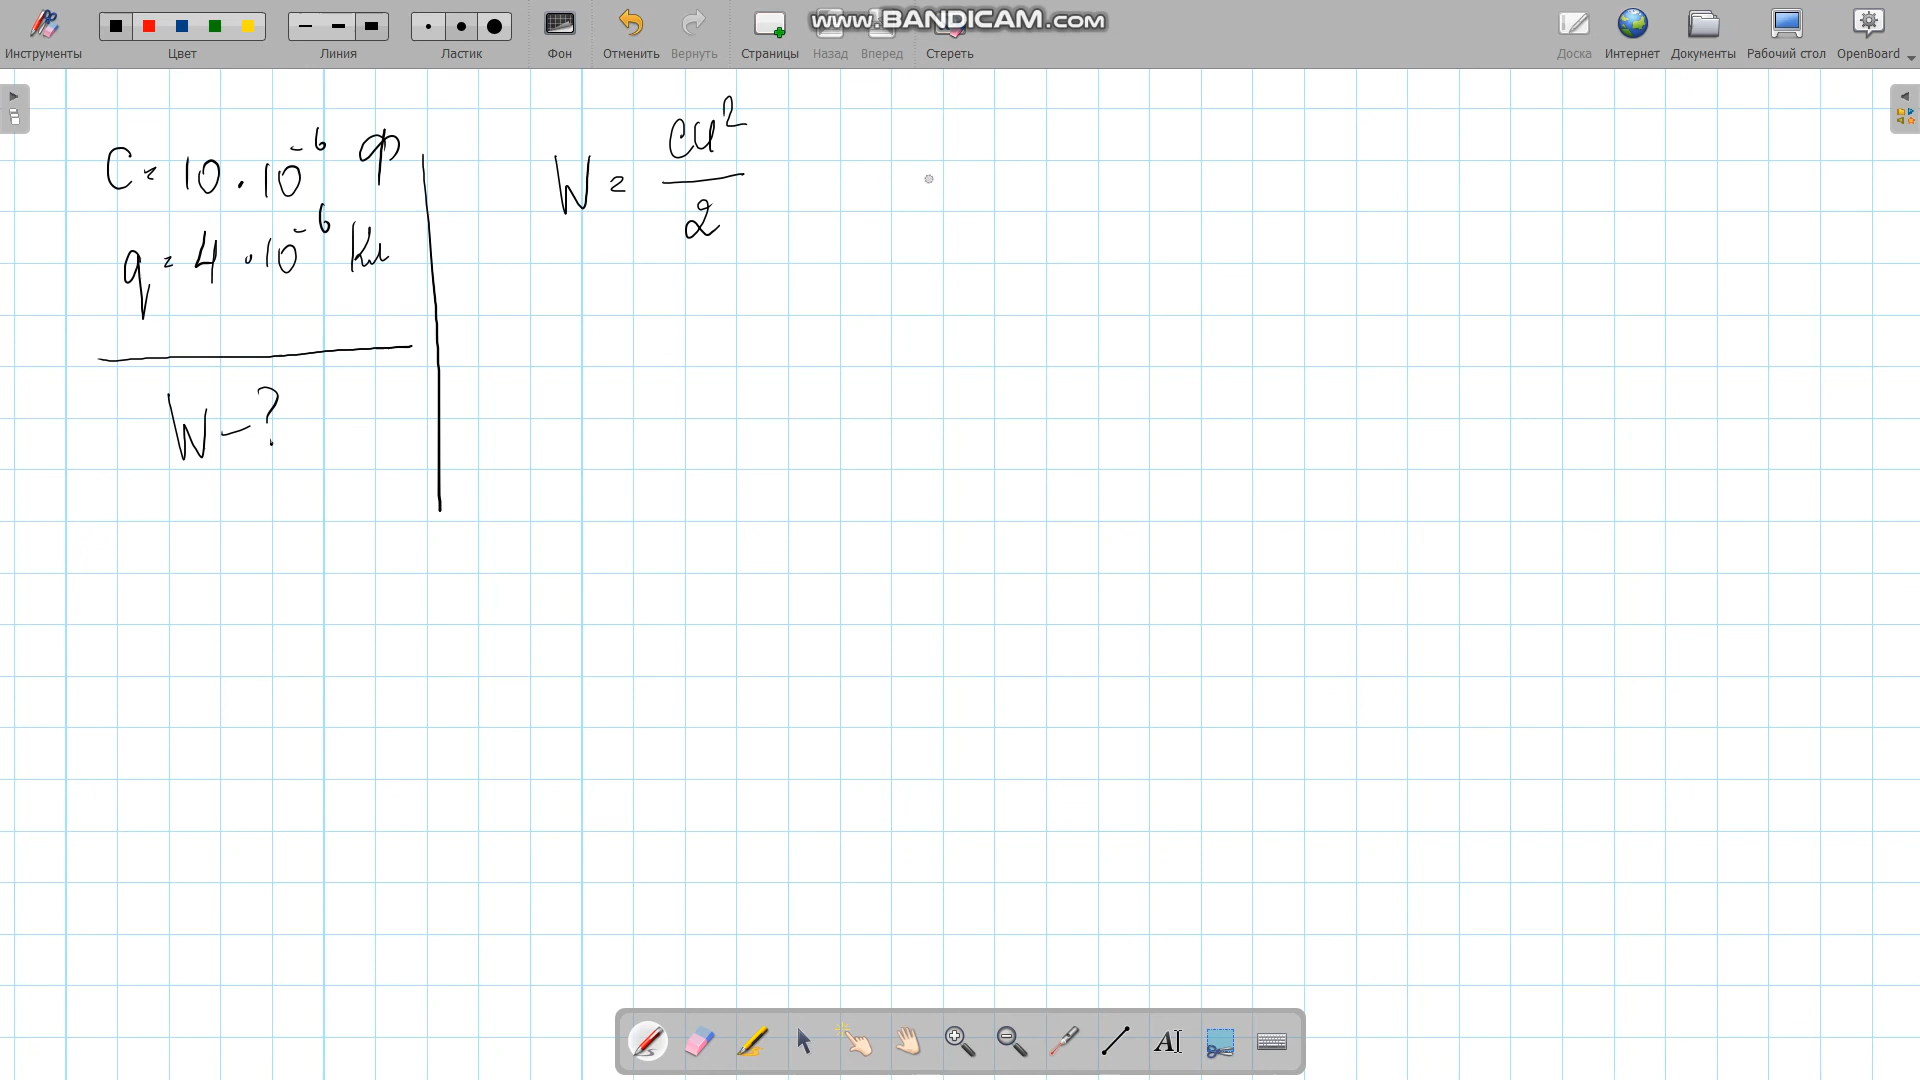 Инструменты
Цвет
Линия
Ластик
Фон
Отменить
Вернуть
Страницы
Назад
Вперед
Стереть
www.BANDICAM.com
Доска
Интернет
Документы
Рабочий стол
OpenBoard
C = 10 · 10⁻⁶ Ф
q = 4 · 10⁻⁶ Кл
W - ?
W = CU²/2